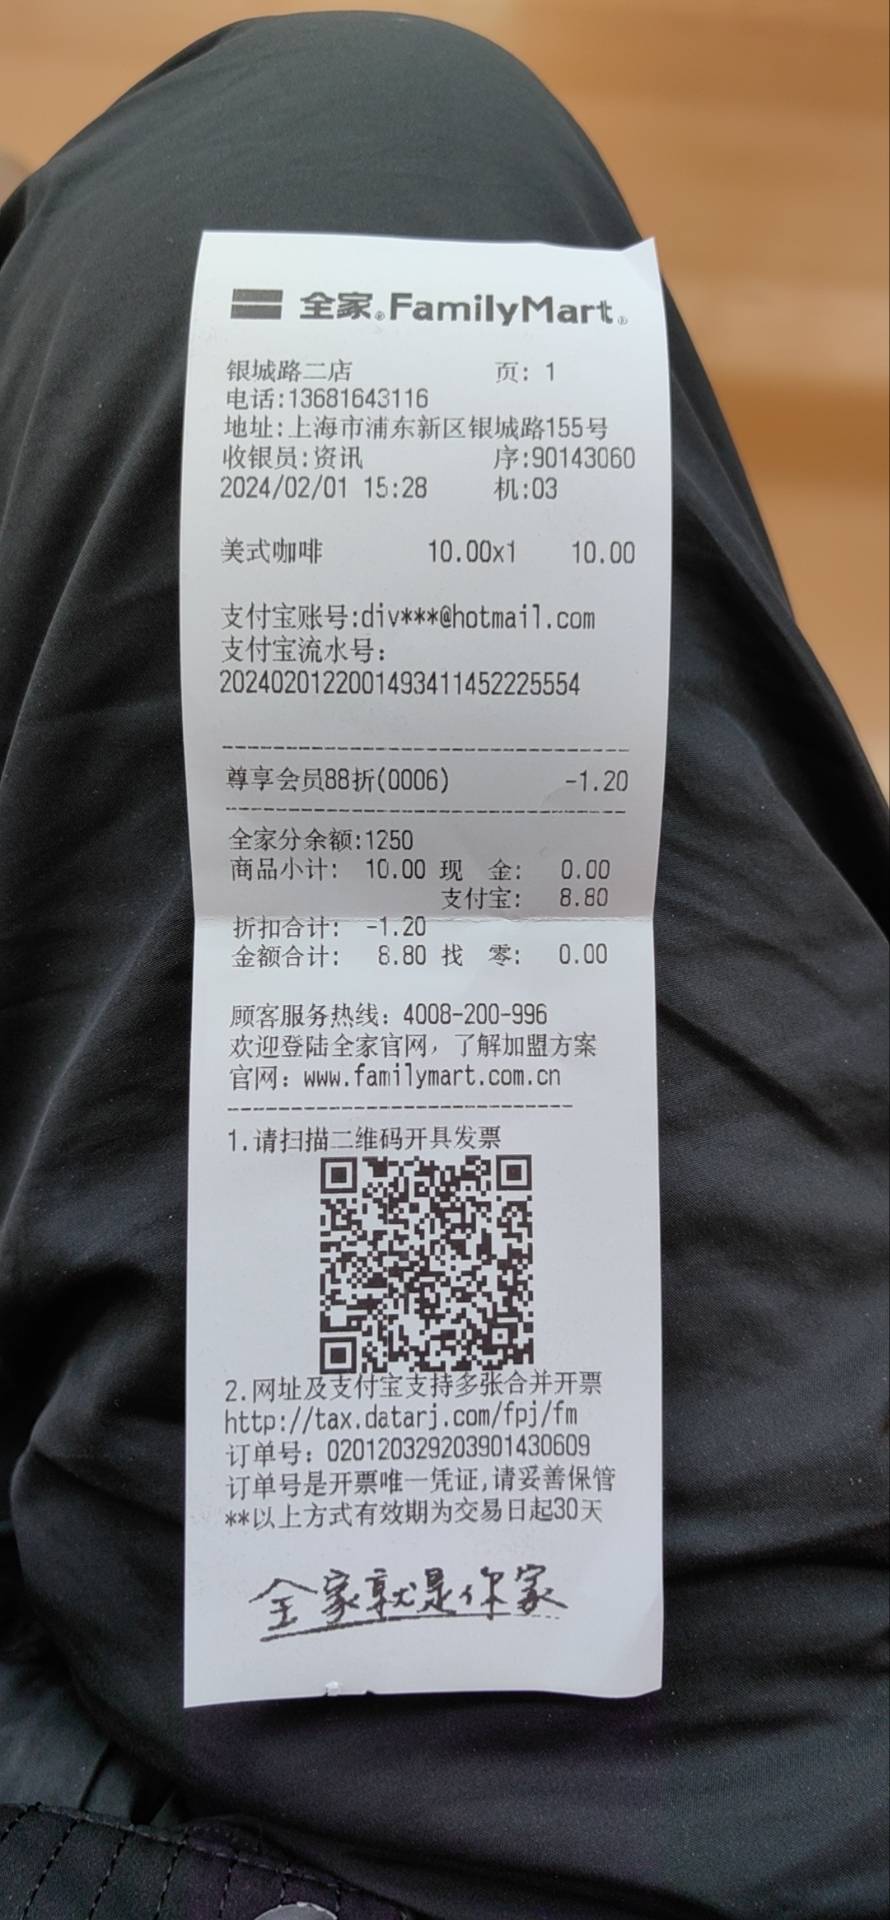 全家®FamilyMart®
银城路二店 页: 1
电话:13681643116
地址:上海市浦东新区银城路155号
收银员:资讯 序:90143060
2024/02/01 15:28 机:03
美式咖啡 10.00x1 10.00
支付宝账号:div***@hotmail.com
支付宝流水号:
2024020122001493411452225554
尊享会员88折(0006) -1.20
全家分余额:1250
商品小计: 10.00 现 金: 0.00
支付宝: 8.80
折扣合计: -1.20
金额合计: 8.80 找 零: 0.00
顾客服务热线: 4008-200-996
欢迎登陆全家官网，了解加盟方案
官网: www.familymart.com.cn
1.请扫描二维码开具发票
2.网址及支付宝支持多张合并开票
http://tax.datarj.com/fpj/fm
订单号: 020120329203901430609
订单号是开票唯一凭证,请妥善保管
**以上方式有效期为交易日起30天
全家就是你家